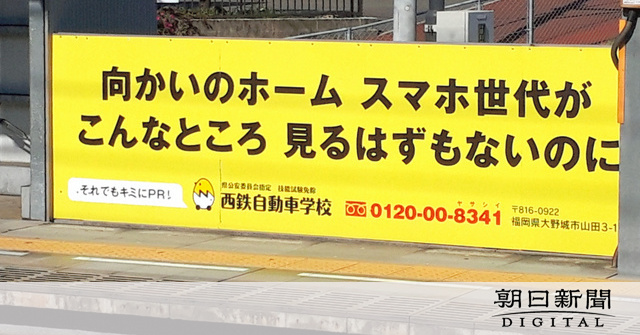 向かいのホーム スマホ世代が
こんなところ 見るはずもないのに
…それでもキミにPR!
県公安委員会指定 技能試験免除
西鉄自動車学校
ヤサシイ
0120-00-8341
〒816-0922
福岡県大野城市山田3-1
朝日新聞
DIGITAL